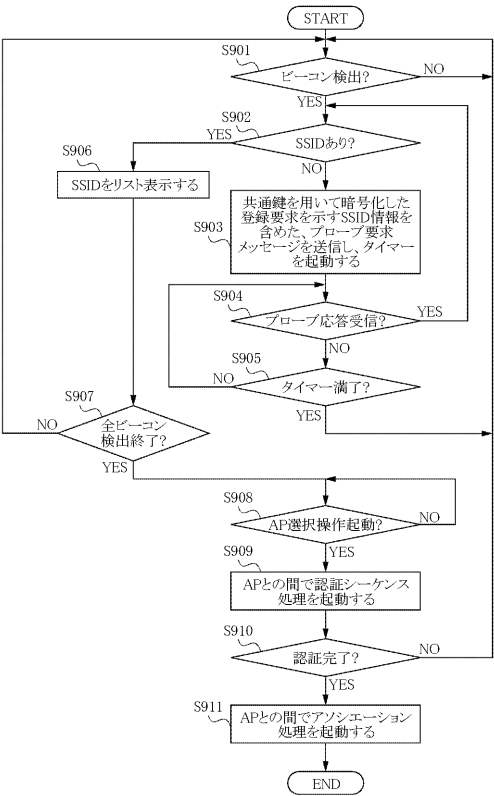 START
S901
ビーコン検出?
NO
YES
S902
SSIDあり?
YES
NO
S906
SSIDをリスト表示する
S903
共通鍵を用いて暗号化した
登録要求を示すSSID情報を
含めた、プローブ要求
メッセージを送信し、タイマー
を起動する
S904
プローブ応答受信?
YES
NO
S905
タイマー満了?
NO
YES
S907
全ビーコン
検出終了?
NO
YES
S908
AP選択操作起動?
NO
YES
S909
APとの間で認証シーケンス
処理を起動する
S910
認証完了?
NO
YES
S911
APとの間でアソシエーション
処理を起動する
END